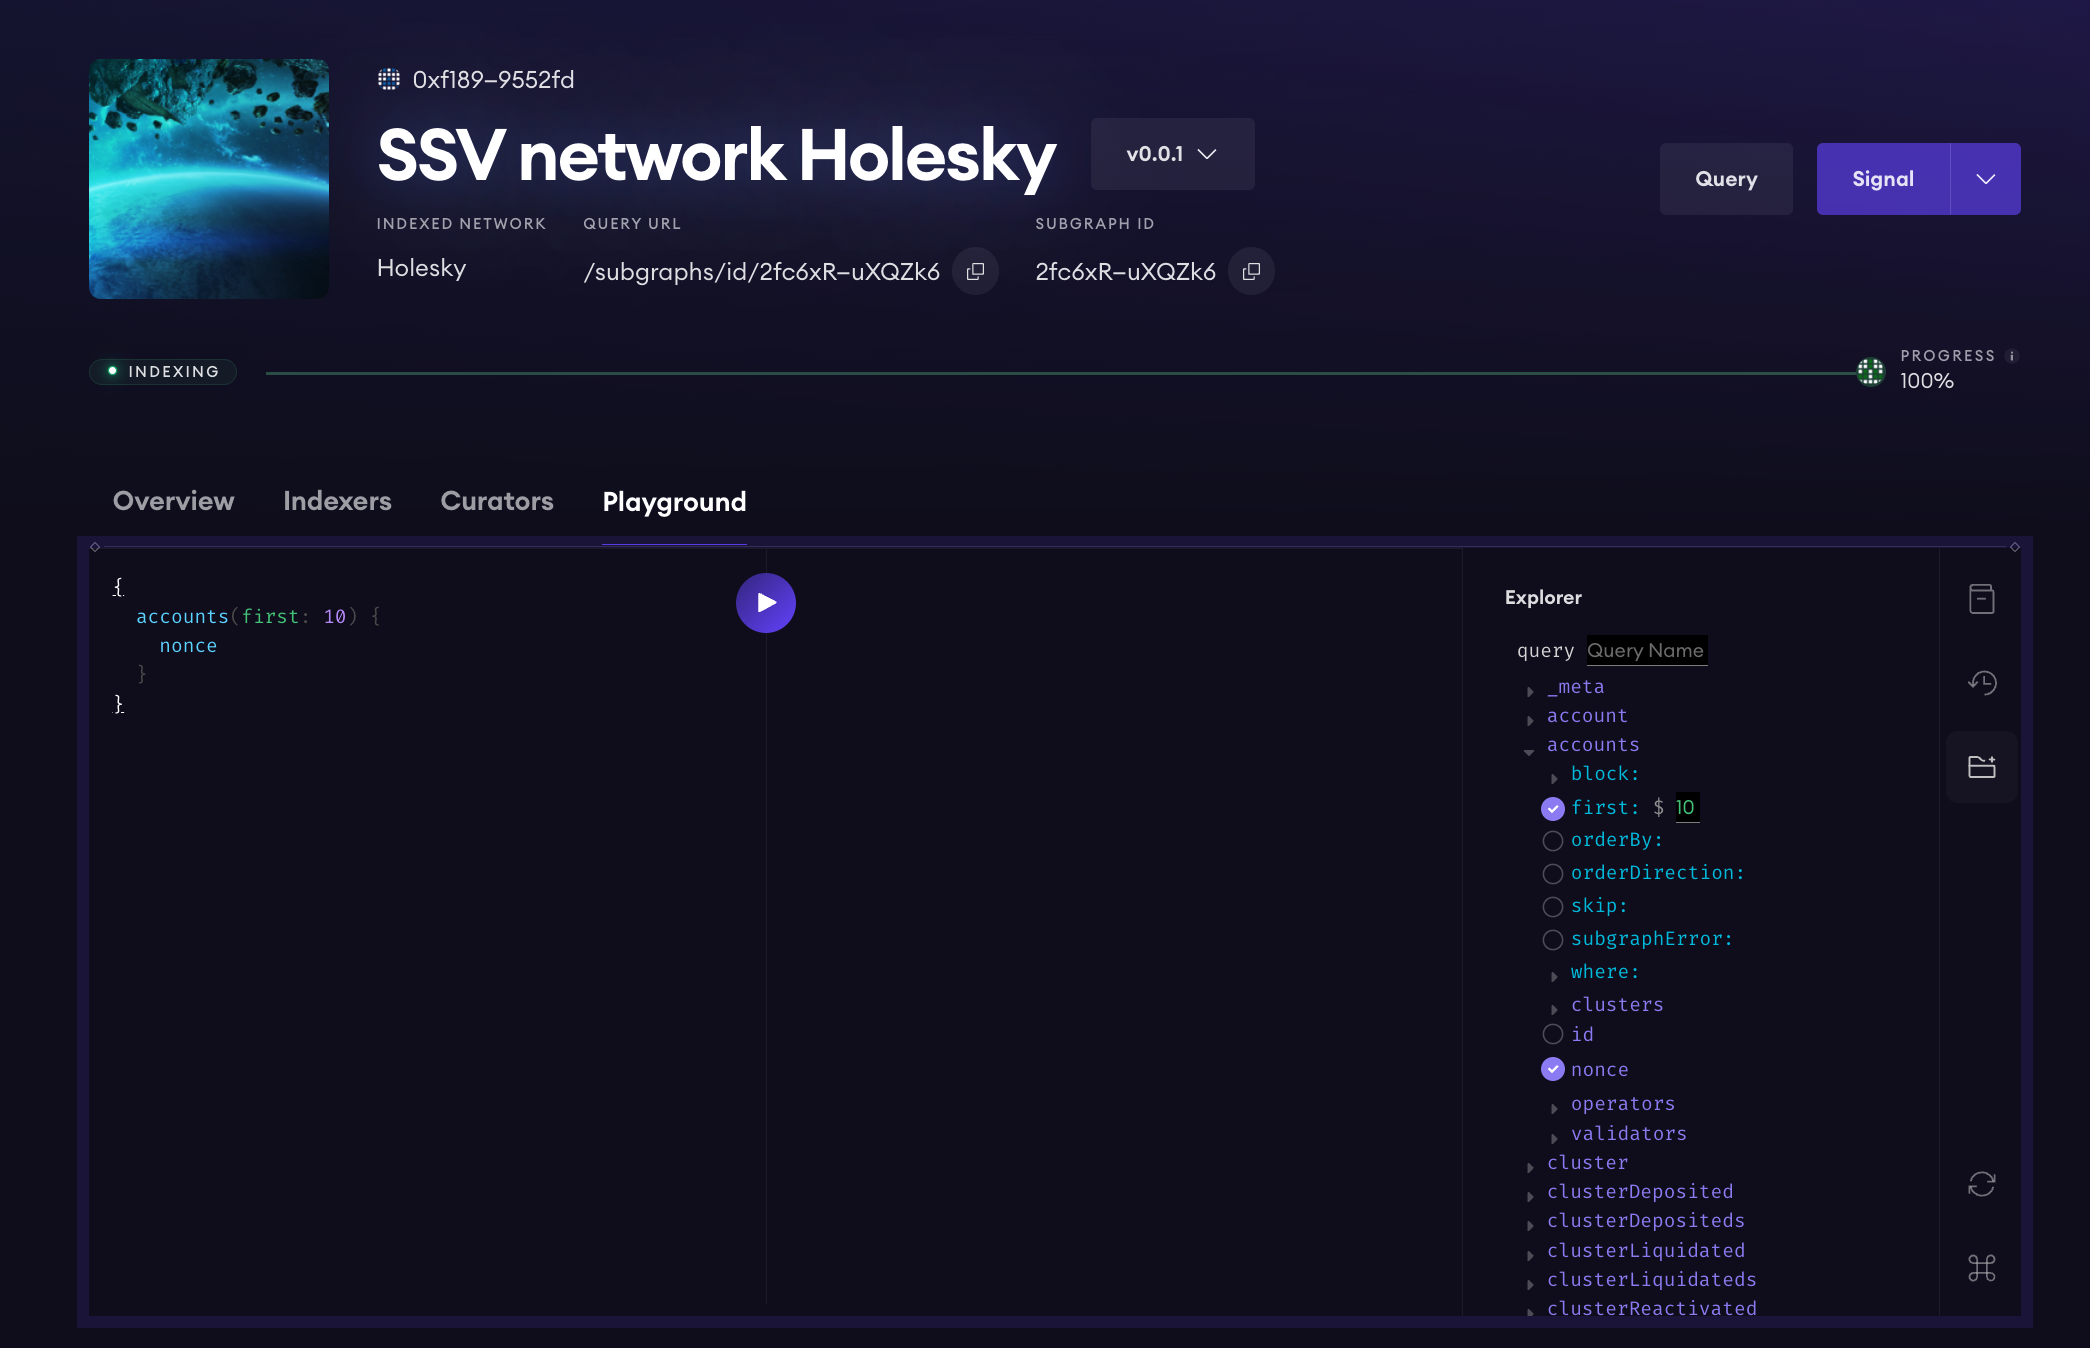 0xf189–9552fd
SSV network Holesky
v0.0.1
Query
Signal
INDEXED NETWORK
QUERY URL
SUBGRAPH ID
Holesky
/subgraphs/id/2fc6xR–uXQZk6
2fc6xR–uXQZk6
INDEXING
PROGRESS
100%
Overview
Indexers
Curators
Playground
{
accounts(first: 10) {
nonce
}
}
Explorer
query Query Name
_meta
account
accounts
block:
first: $ 10
orderBy:
orderDirection:
skip:
subgraphError:
where:
clusters
id
nonce
operators
validators
cluster
clusterDeposited
clusterDepositeds
clusterLiquidated
clusterLiquidateds
clusterReactivated